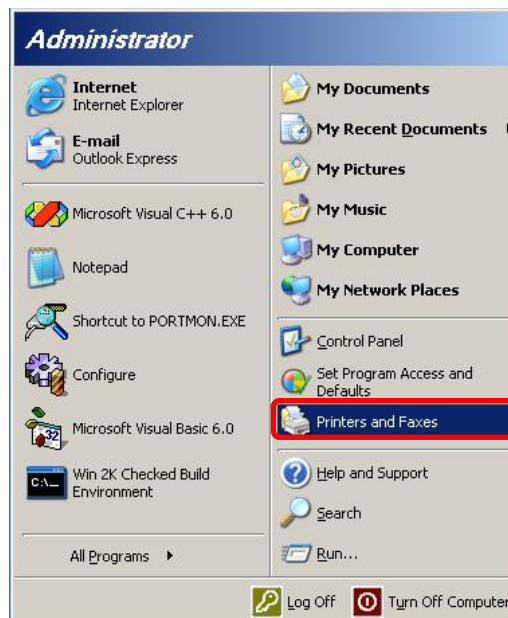 Administrator
Internet
Internet Explorer
E-mail
Outlook Express
Microsoft Visual C++ 6.0
Notepad
Shortcut to PORTMON.EXE
Configure
Microsoft Visual Basic 6.0
Win 2K Checked Build
Environment
All Programs
My Documents
My Recent Documents
My Pictures
My Music
My Computer
My Network Places
Control Panel
Set Program Access and
Defaults
Printers and Faxes
Help and Support
Search
Run...
Log Off
Turn Off Computer